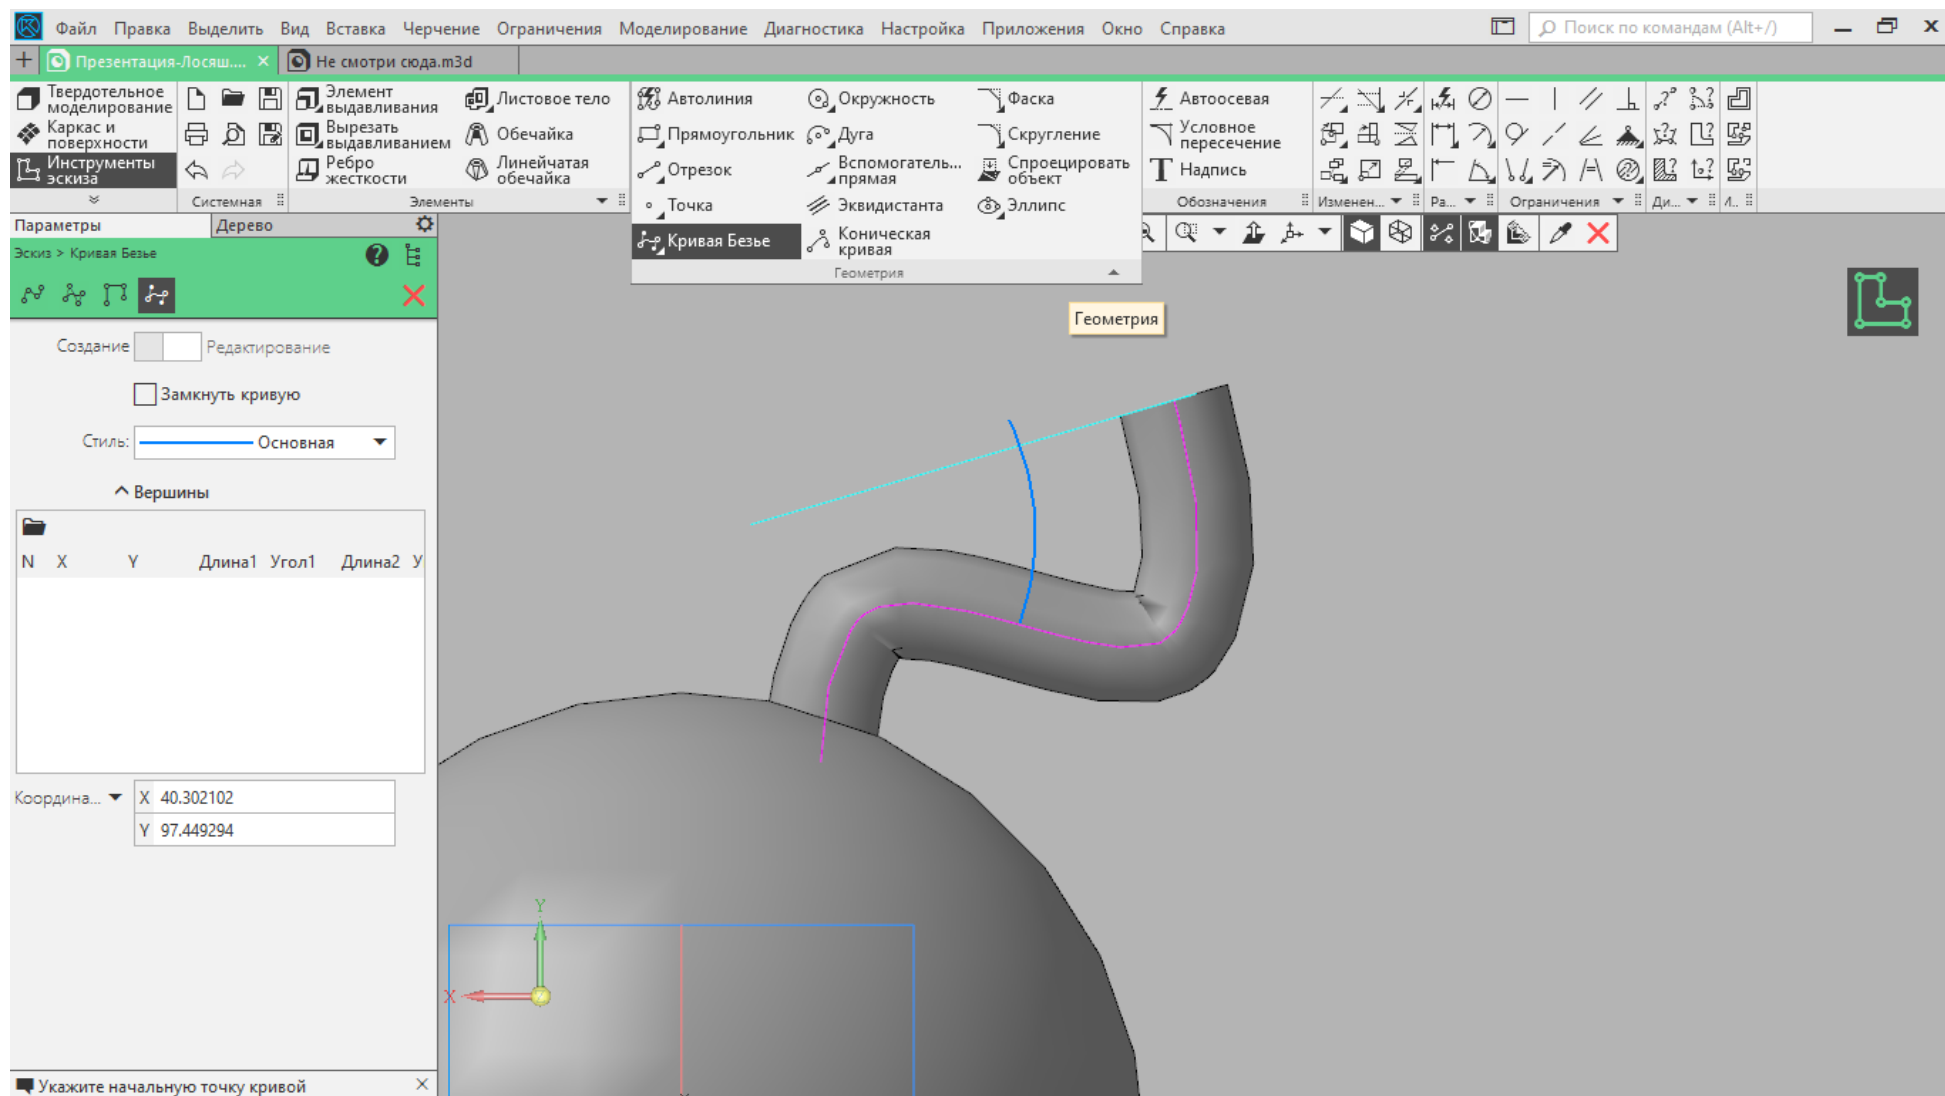 Файл Правка Выделить Вид Вставка Черчение Ограничения Моделирование Диагностика Настройка Приложения Окно Справка Поиск по командам (Alt+/)
Презентация-Лосяш.... Не смотри сюда.m3d
Твердотельное моделирование
Каркас и поверхности
Инструменты эскиза
Системная
Элемент выдавливания
Вырезать выдавливанием
Ребро жесткости
Листовое тело
Обечайка
Линейчатая обечайка
Элементы
Автолиния Окружность Фаска
Прямоугольник Дуга Скругление
Отрезок Вспомогатель... прямая Спроецировать объект
Точка Эквидистанта Эллипс
Кривая Безье Коническая кривая
Геометрия
Автоосевая
Условное пересечение
Надпись
Обозначения
Изменен... Ра... Ограничения Ди...
Параметры Дерево
Эскиз > Кривая Безье
Геометрия
Создание Редактирование
Замкнуть кривую
Стиль: Основная
Вершины
N X Y Длина1 Угол1 Длина2 У
Координа... X 40.302102
Y 97.449294
Y
X
Укажите начальную точку кривой